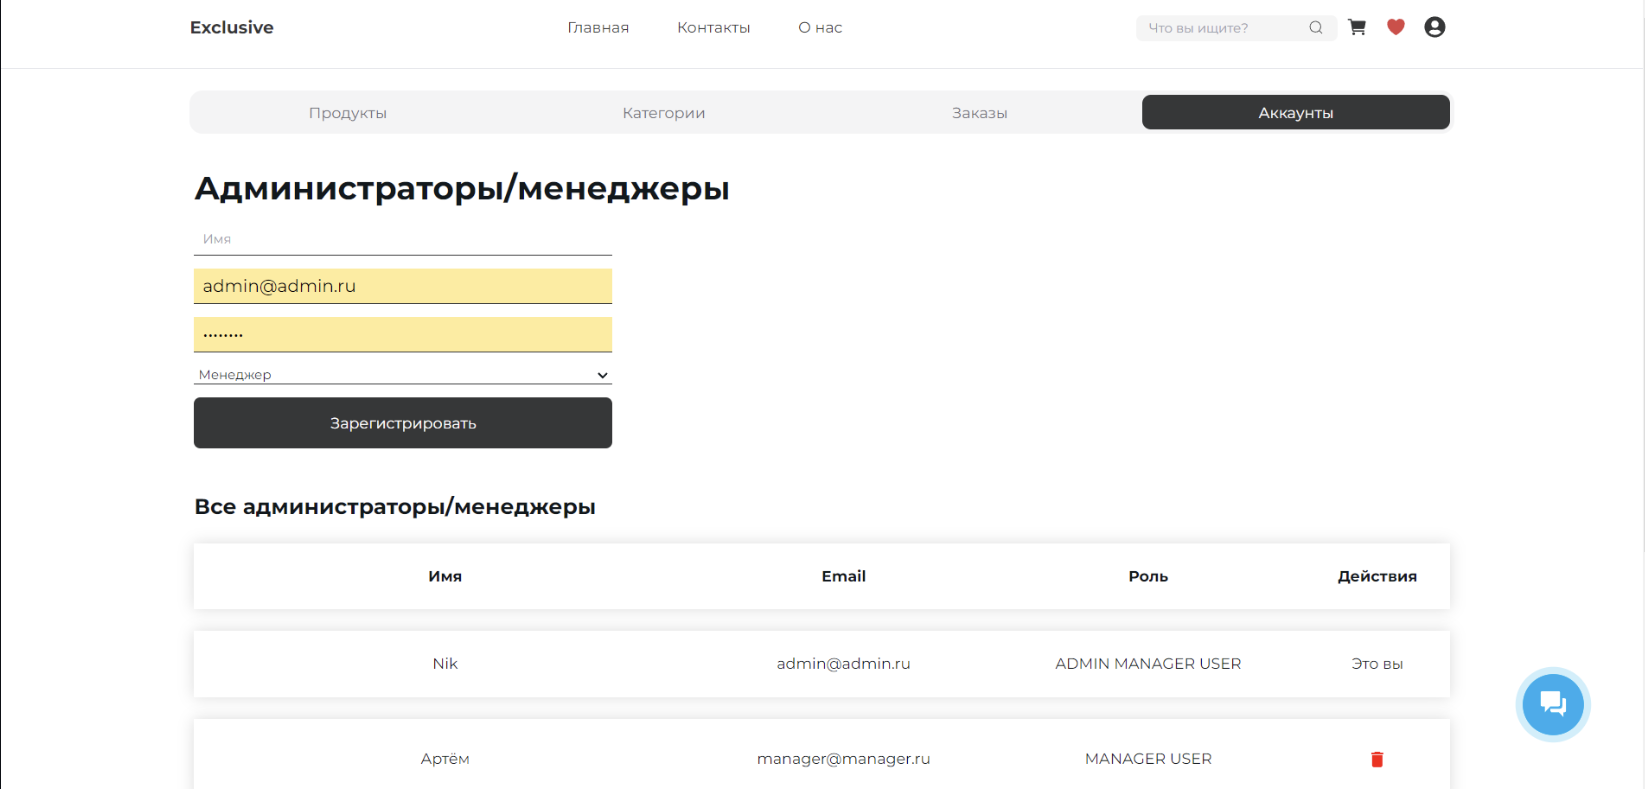 Exclusive Главная Контакты О нас Что вы ищите?
Продукты Категории Заказы Аккаунты
Администраторы/менеджеры
Имя
admin@admin.ru
••••••••
Менеджер
Зарегистрировать
Все администраторы/менеджеры
Имя Email Роль Действия
Nik admin@admin.ru ADMIN MANAGER USER Это вы
Артём manager@manager.ru MANAGER USER